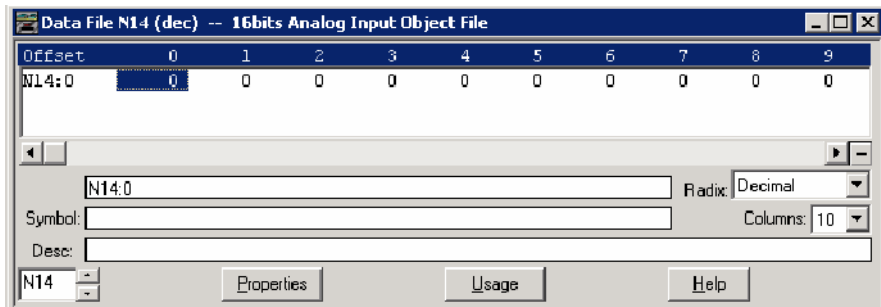 Data File N14 (dec) -- 16bits Analog Input Object File
Offset 0 1 2 3 4 5 6 7 8 9
N14:0 0 0 0 0 0 0 0 0 0 0
N14:0 Radix: Decimal
Symbol: Columns: 10
Desc:
N14 Properties Usage Help